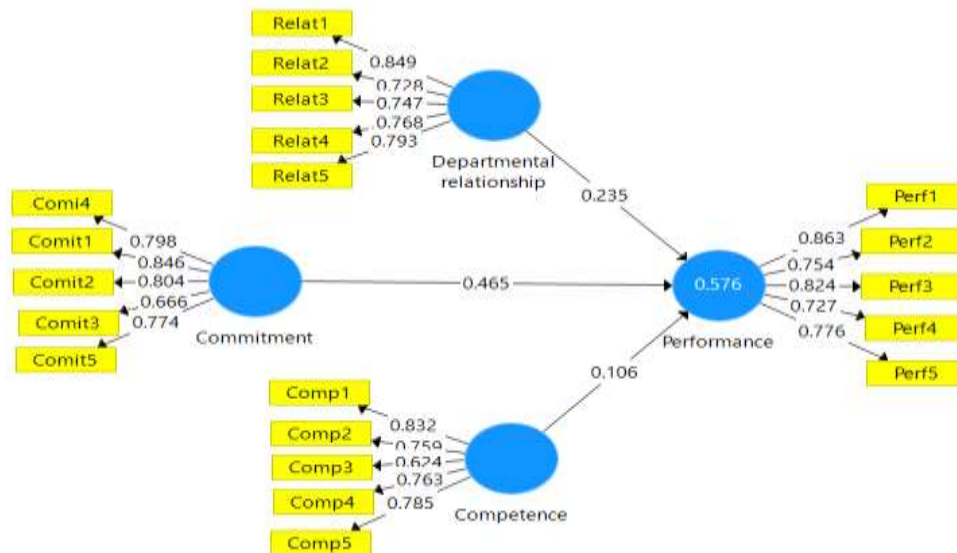 Relat1
Relat2
Relat3
Relat4
Relat5
0.849
0.728
0.747
0.768
0.793
Departmental
relationship
0.235
Comi4
Comit1
Comit2
Comit3
Comit5
0.798
0.846
0.804
0.666
0.774
Commitment
0.465
0.576
Performance
0.863
0.754
0.824
0.727
0.776
Perf1
Perf2
Perf3
Perf4
Perf5
0.106
Comp1
Comp2
Comp3
Comp4
Comp5
0.832
0.759
0.624
0.763
0.785
Competence